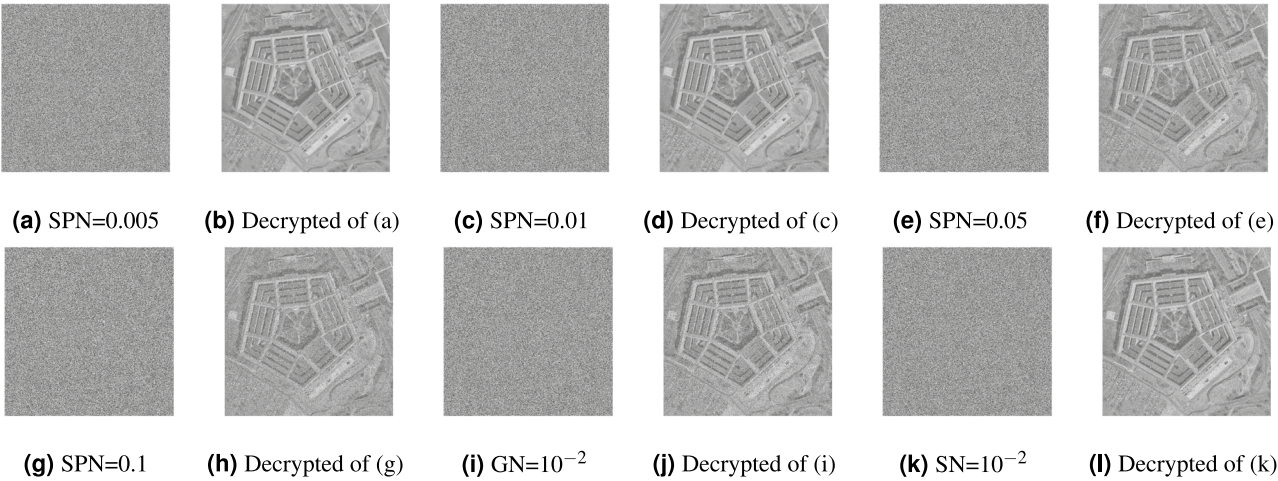 (a) SPN=0.005 (b) Decrypted of (a) (c) SPN=0.01 (d) Decrypted of (c) (e) SPN=0.05 (f) Decrypted of (e)
(g) SPN=0.1 (h) Decrypted of (g) (i) GN=10⁻² (j) Decrypted of (i) (k) SN=10⁻² (l) Decrypted of (k)